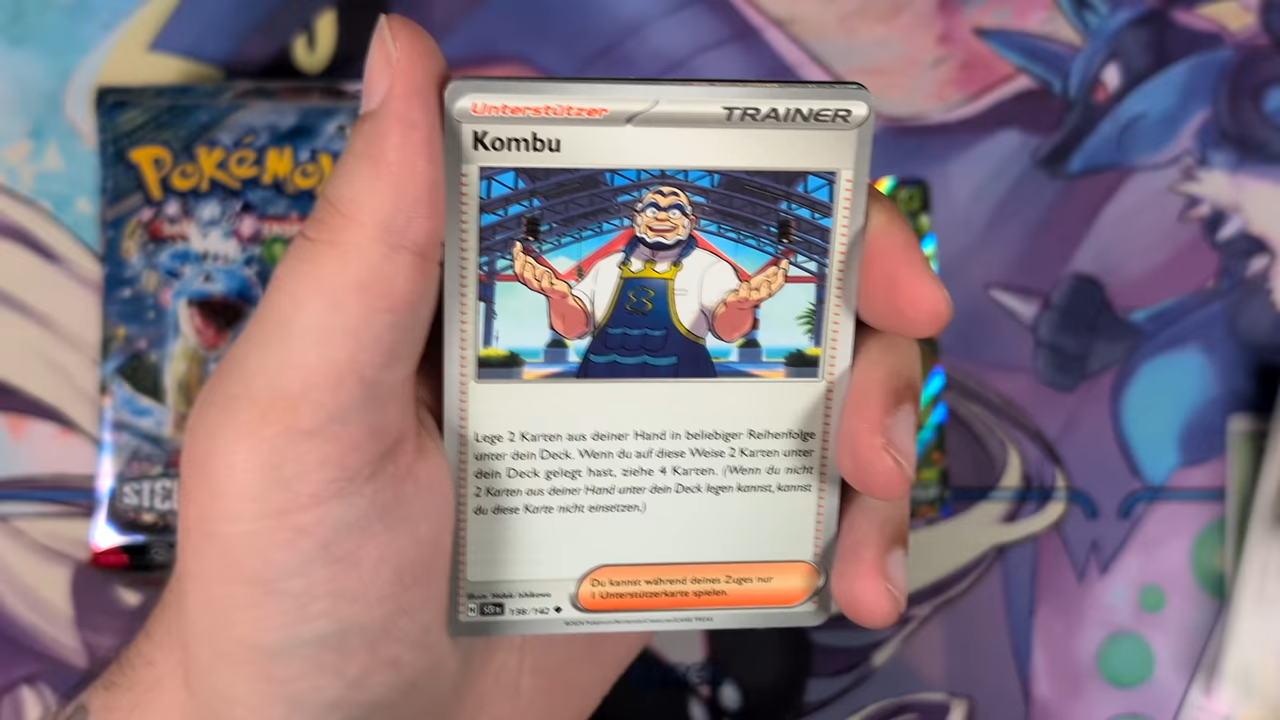 Unterstützer
TRAINER
Kombu
POKÉMON
Lege 2 Karten aus deiner Hand in beliebiger Reihenfolge
unter dein Deck. Wenn du auf diese Weise 2 Karten unter
dein Deck gelegt hast, ziehe 4 Karten. (Wenn du nicht
2 Karten aus deiner Hand unter dein Deck legen kannst, kannst
du diese Karte nicht einsetzen.)
Du kannst während deines Zuges nur
1 Unterstützerkarte spielen.
H
138/142